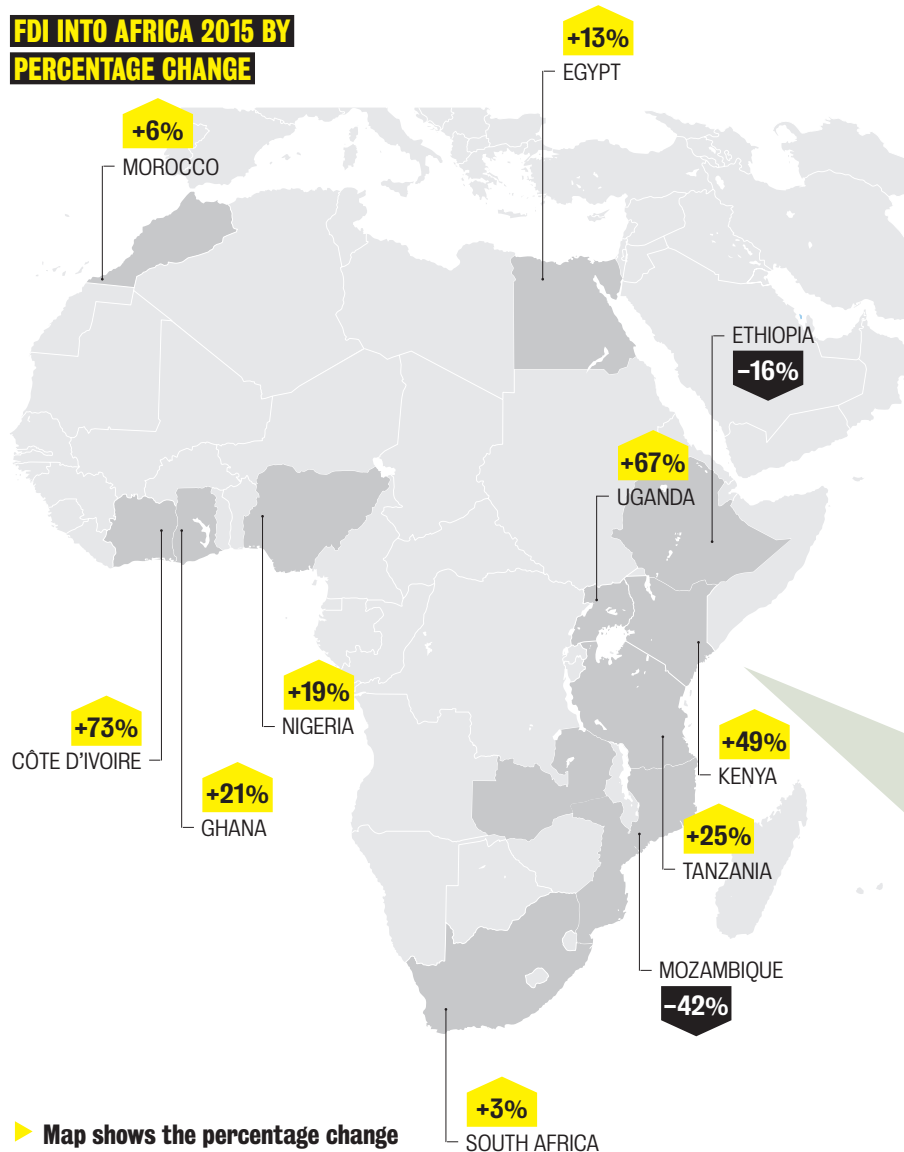 FDI INTO AFRICA 2015 BY
PERCENTAGE CHANGE
+13%
EGYPT
+6%
MOROCCO
ETHIOPIA
–16%
+67%
UGANDA
+19%
NIGERIA
+73%
CÔTE D’IVOIRE
+21%
GHANA
+49%
KENYA
+25%
TANZANIA
MOZAMBIQUE
–42%
+3%
SOUTH AFRICA
Map shows the percentage change